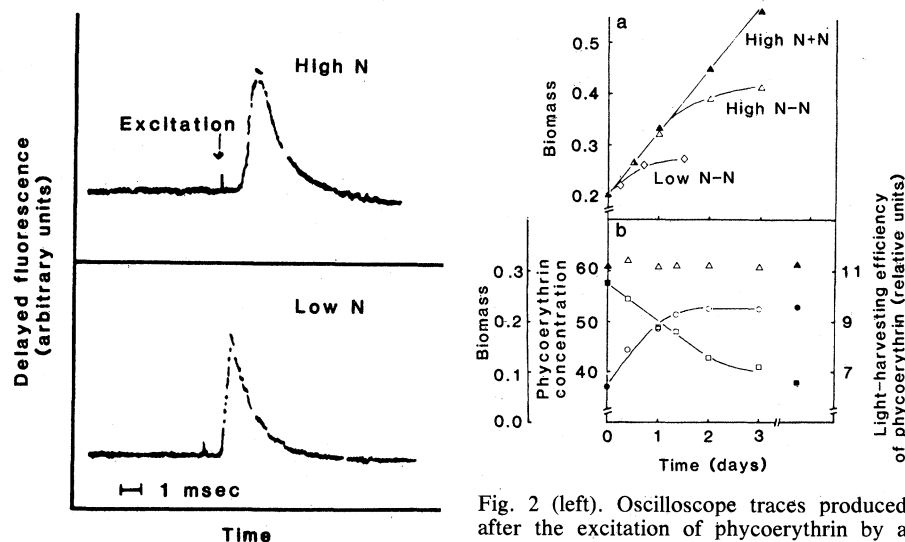 High N
Excitation
Low N
1 msec
Time
Delayed fluorescence
(arbitrary units)
a
0.5
0.4
0.3
0.2
Biomass
High N+N
High N−N
Low N−N
b
0.3
0.2
0.1
0.0
Biomass
60
50
40
Phycoerythrin
concentration
11
9
7
Light-harvesting efficiency
of phycoerythrin (relative units)
0 1 2 3
Time (days)
Fig. 2 (left). Oscilloscope traces produced
after the excitation of phycoerythrin by a